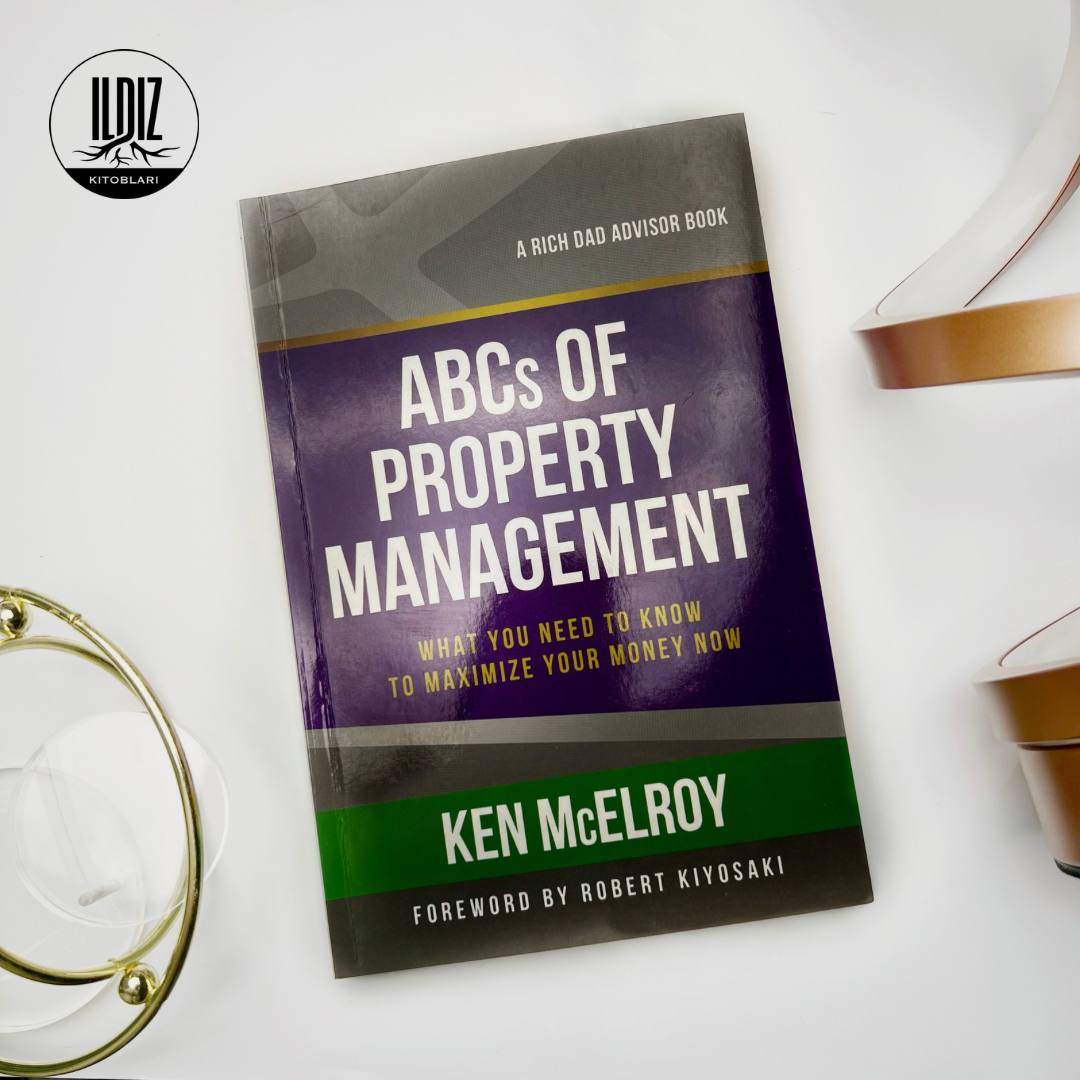 ILDIZ
KITOBLARI
A RICH DAD ADVISOR BOOK
ABCs OF
PROPERTY
MANAGEMENT
WHAT YOU NEED TO KNOW
TO MAXIMIZE YOUR MONEY NOW
KEN McELROY
FOREWORD BY ROBERT KIYOSAKI